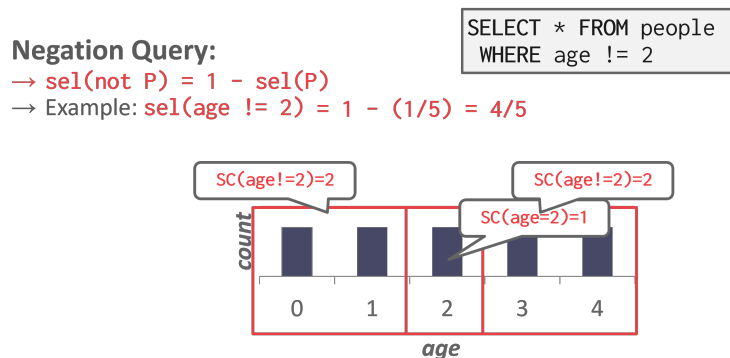 SELECT * FROM people
WHERE age != 2
Negation Query:
→ sel(not P) = 1 - sel(P)
→ Example: sel(age != 2) = 1 - (1/5) = 4/5
SC(age!=2)=2
SC(age!=2)=2
SC(age=2)=1
count
0 1 2 3 4
age